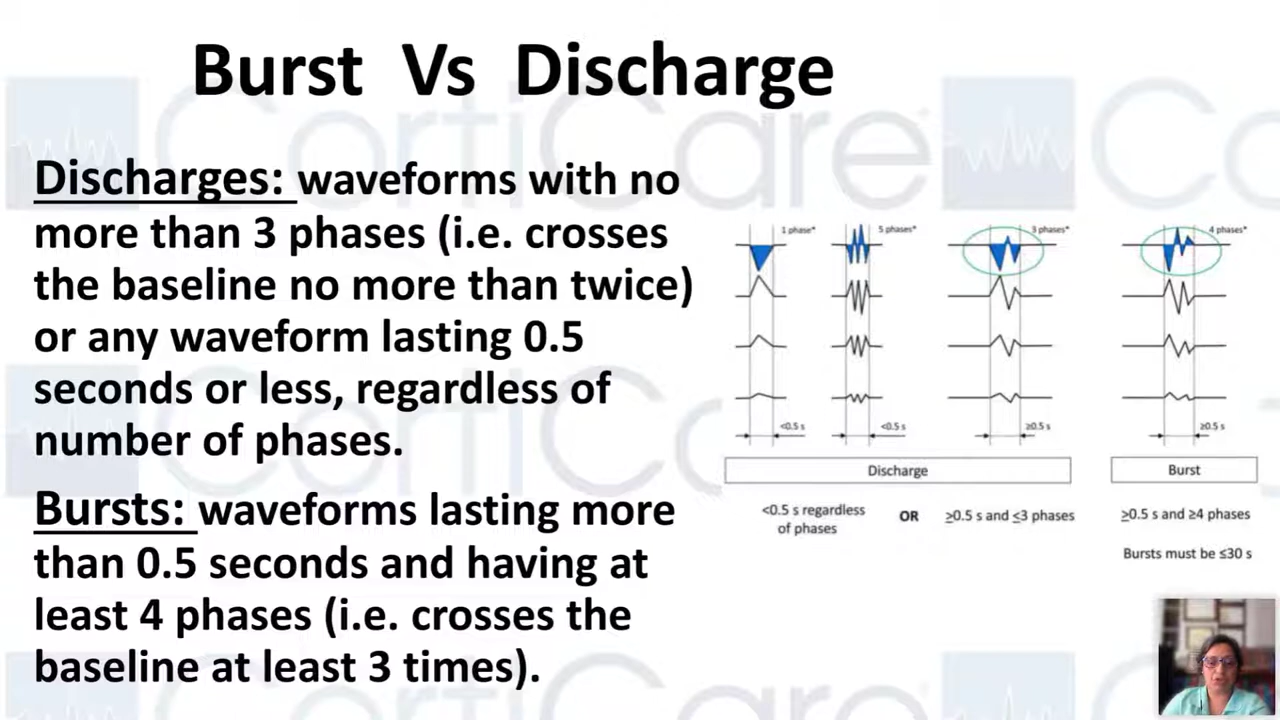 Burst Vs Discharge
Discharges: waveforms with no
more than 3 phases (i.e. crosses
the baseline no more than twice)
or any waveform lasting 0.5
seconds or less, regardless of
number of phases.
Bursts: waveforms lasting more
than 0.5 seconds and having at
least 4 phases (i.e. crosses the
baseline at least 3 times).
1 phase* 5 phases* 3 phases* 4 phases*
<0.5 s <0.5 s ≥0.5 s ≥0.5 s
Discharge Burst
<0.5 s regardless
of phases
OR
≥0.5 s and ≤3 phases
≥0.5 s and ≥4 phases
Bursts must be ≤30 s
CortiCare